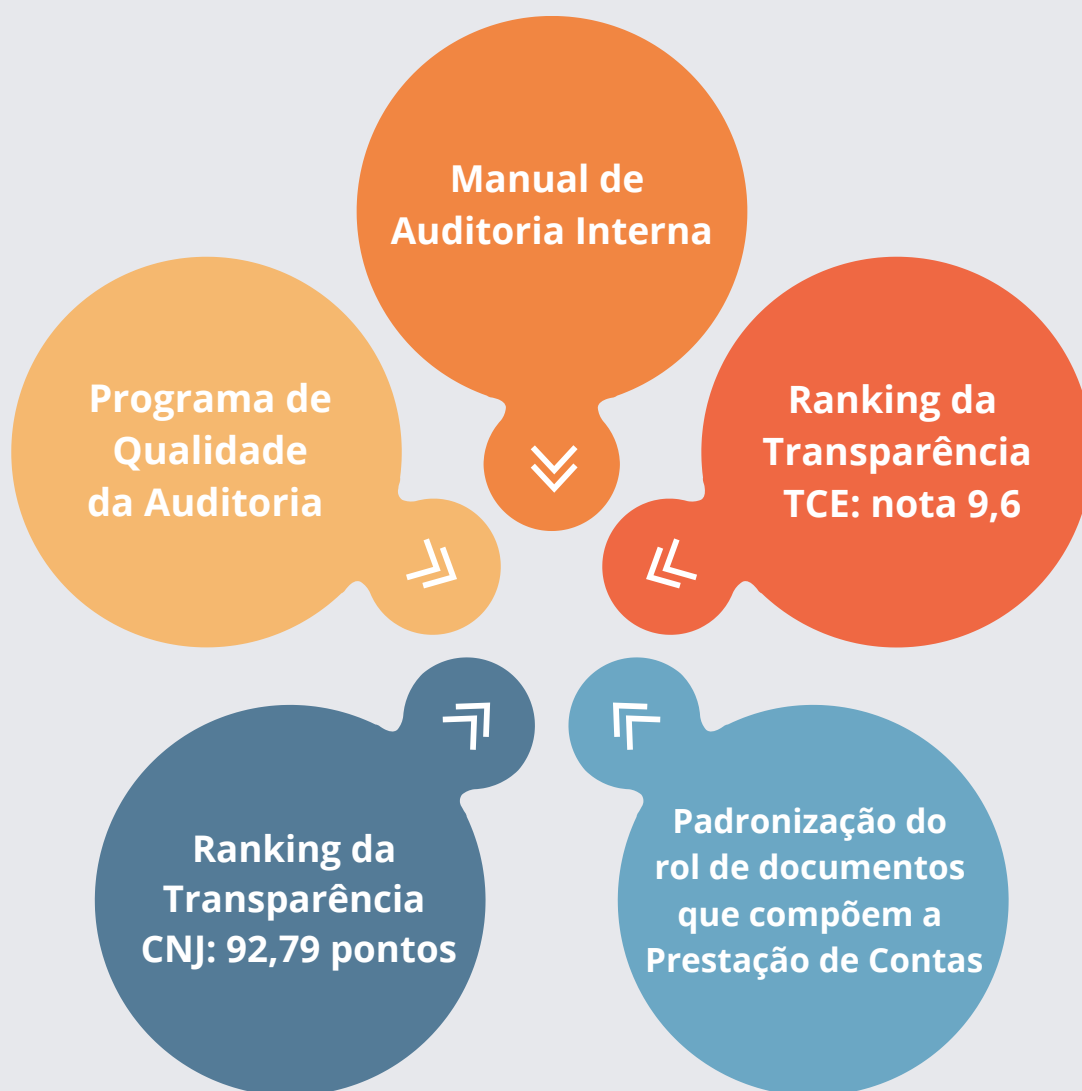 Manual de
Auditoria Interna
Programa de
Qualidade
da Auditoria
Ranking da
Transparência
TCE: nota 9,6
Ranking da
Transparência
CNJ: 92,79 pontos
Padronização do
rol de documentos
que compõem a
Prestação de Contas